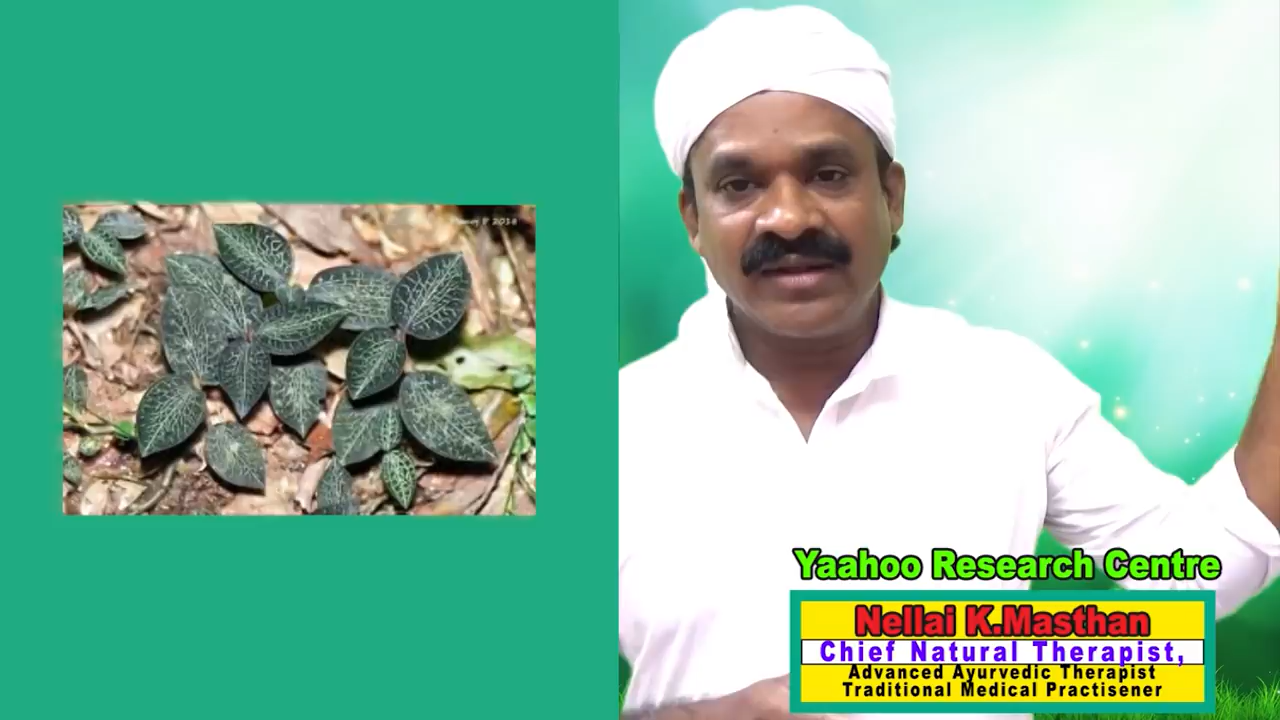 Yaahoo Research Centre
Nellai K.Masthan
Chief Natural Therapist,
Advanced Ayurvedic Therapist
Traditional Medical Practisener